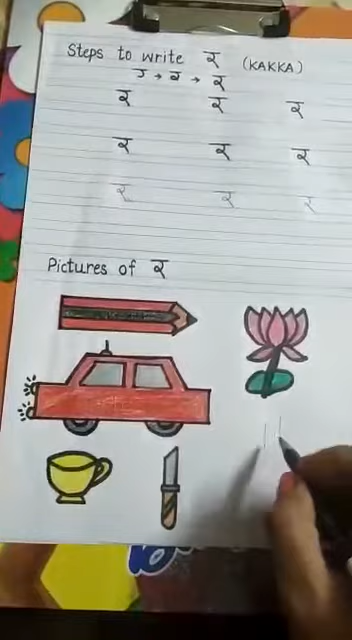 Steps to write ਕ (KAKKA)
→ → ਕ
ਕ ਕ ਕ
ਕ ਕ ਕ
ਕ ਕ ਕ
Pictures of ਕ